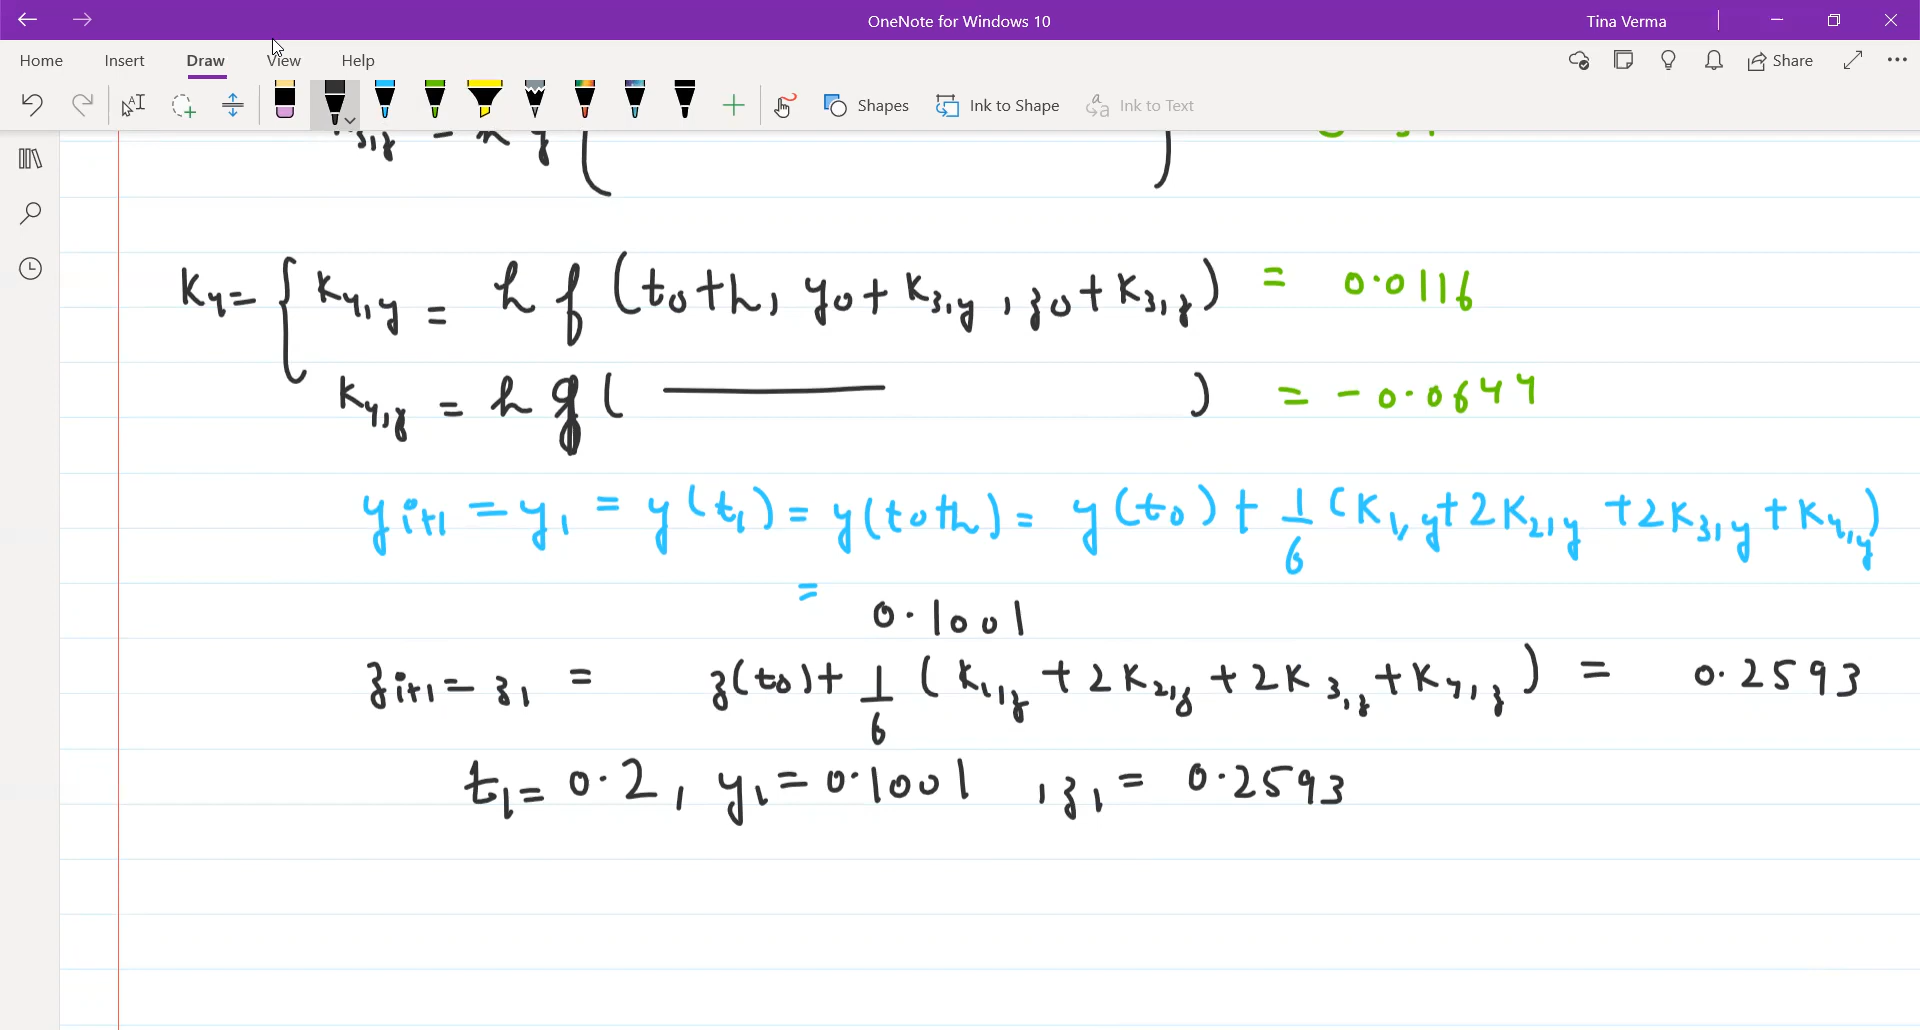 OneNote for Windows 10
Tina Verma
Home Insert Draw View Help
Share
Shapes Ink to Shape Ink to Text
K₄ = { K₄,y = h f (t₀+h, y₀+K₃,y, z₀+K₃,z) = 0.0116
K₄,z = h g ( ——— ) = -0.0644
yᵢ₊₁ = y₁ = y(t₁) = y(t₀+h) = y(t₀) + 1/6 (K₁,y + 2K₂,y + 2K₃,y + K₄,y)
= 0.1001
zᵢ₊₁ = z₁ = z(t₀) + 1/6 (K₁,z + 2K₂,z + 2K₃,z + K₄,z) = 0.2593
t₁ = 0.2, y₁ = 0.1001, z₁ = 0.2593